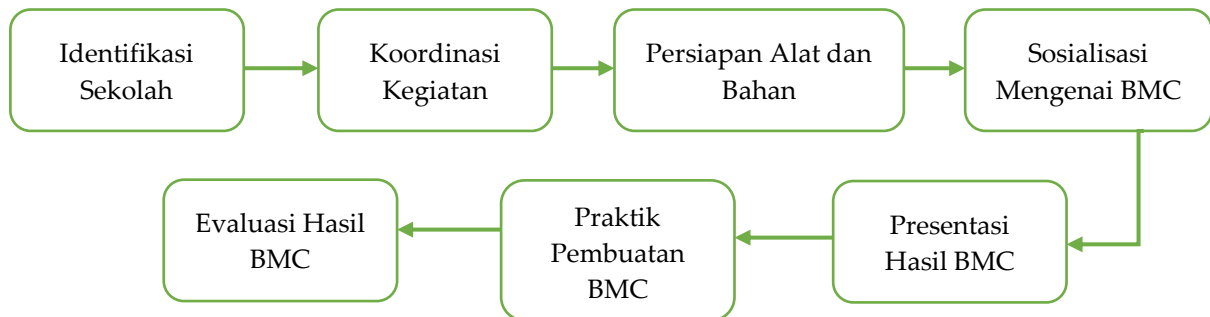 Identifikasi
Sekolah
Koordinasi
Kegiatan
Persiapan Alat dan
Bahan
Sosialisasi
Mengenai BMC
Presentasi
Hasil BMC
Praktik
Pembuatan
BMC
Evaluasi Hasil
BMC